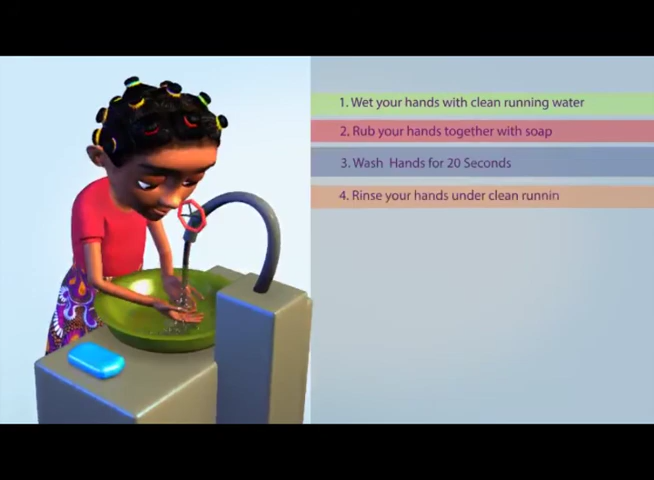 1. Wet your hands with clean running water
2. Rub your hands together with soap
3. Wash Hands for 20 Seconds
4. Rinse your hands under clean runnin